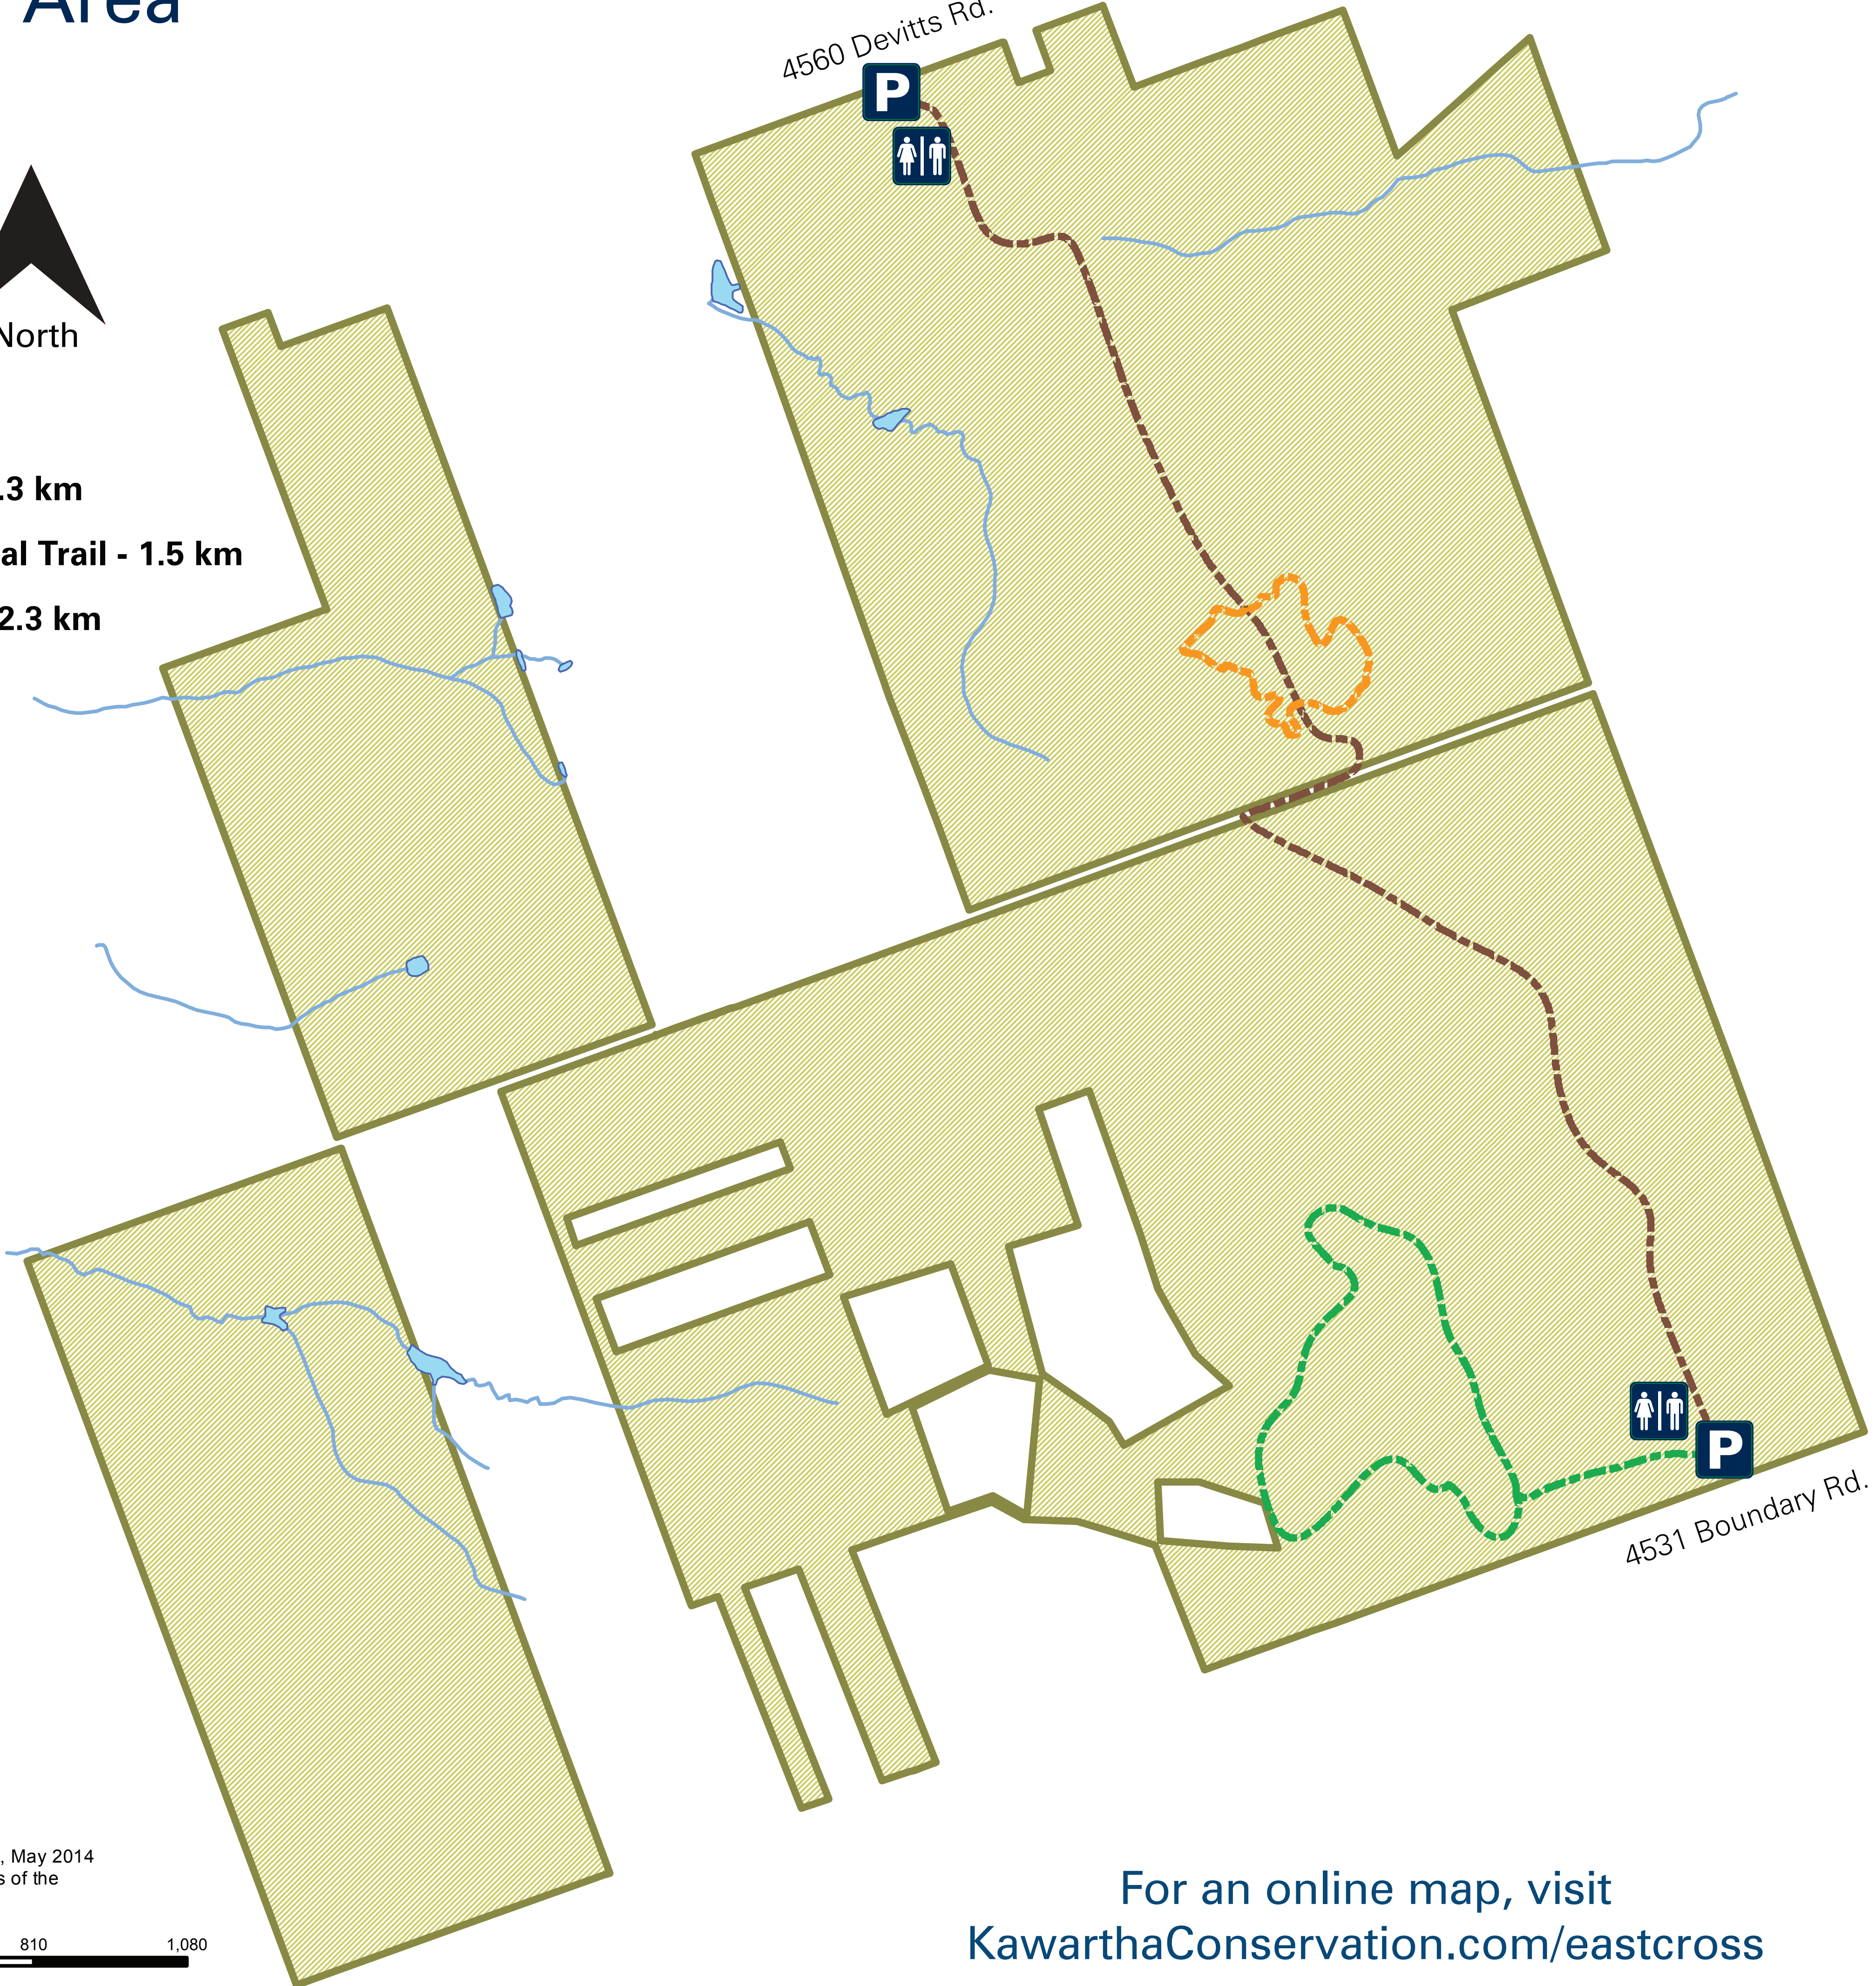 Area
4560 Devitts Rd.
P
North
.3 km
al Trail - 1.5 km
2.3 km
P
4531 Boundary Rd.
, May 2014
s of the
810 1,080
For an online map, visit
KawarthaConservation.com/eastcross